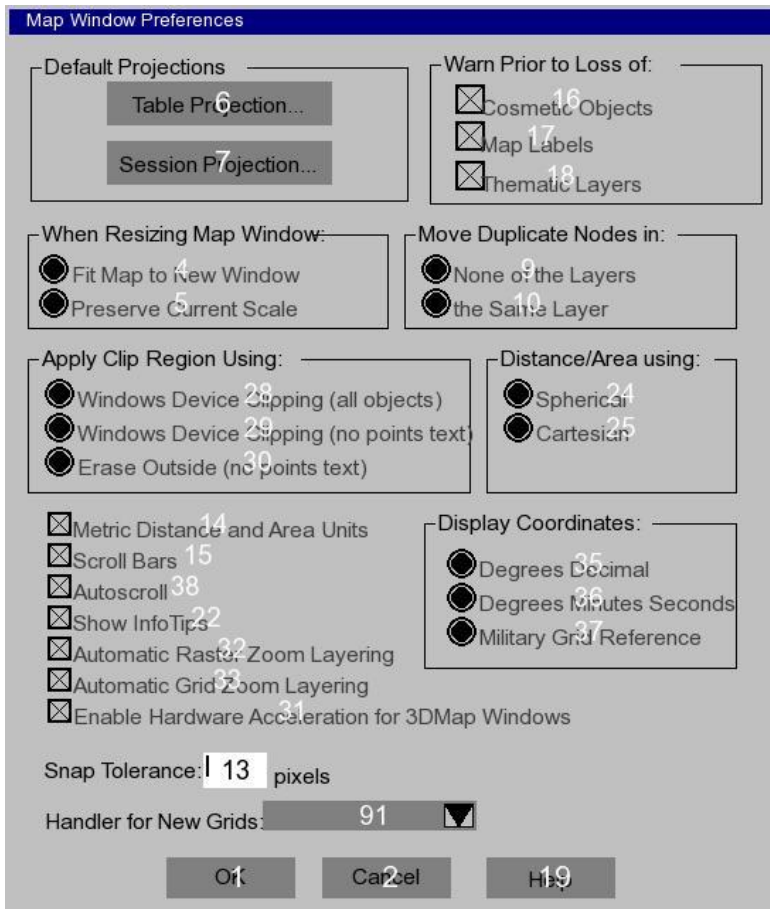 Map Window Preferences
Default Projections
Table Projection...
6
Session Projection...
7
Warn Prior to Loss of:
Cosmetic Objects
16
Map Labels
17
Thematic Layers
18
When Resizing Map Window:
Fit Map to New Window
4
Preserve Current Scale
5
Move Duplicate Nodes in:
None of the Layers
9
the Same Layer
10
Apply Clip Region Using:
Windows Device Clipping (all objects)
28
Windows Device Clipping (no points text)
29
Erase Outside (no points text)
30
Distance/Area using:
Spherical
24
Cartesian
25
Metric Distance and Area Units
14
Scroll Bars 15
Autoscroll 38
Show InfoTips
22
Automatic Raster Zoom Layering
32
Automatic Grid Zoom Layering
33
Enable Hardware Acceleration for 3DMap Windows
31
Display Coordinates:
Degrees Decimal
35
Degrees Minutes Seconds
36
Military Grid Reference
37
Snap Tolerance: 13 pixels
Handler for New Grids: 91
OK
1
Cancel
2
Help
19